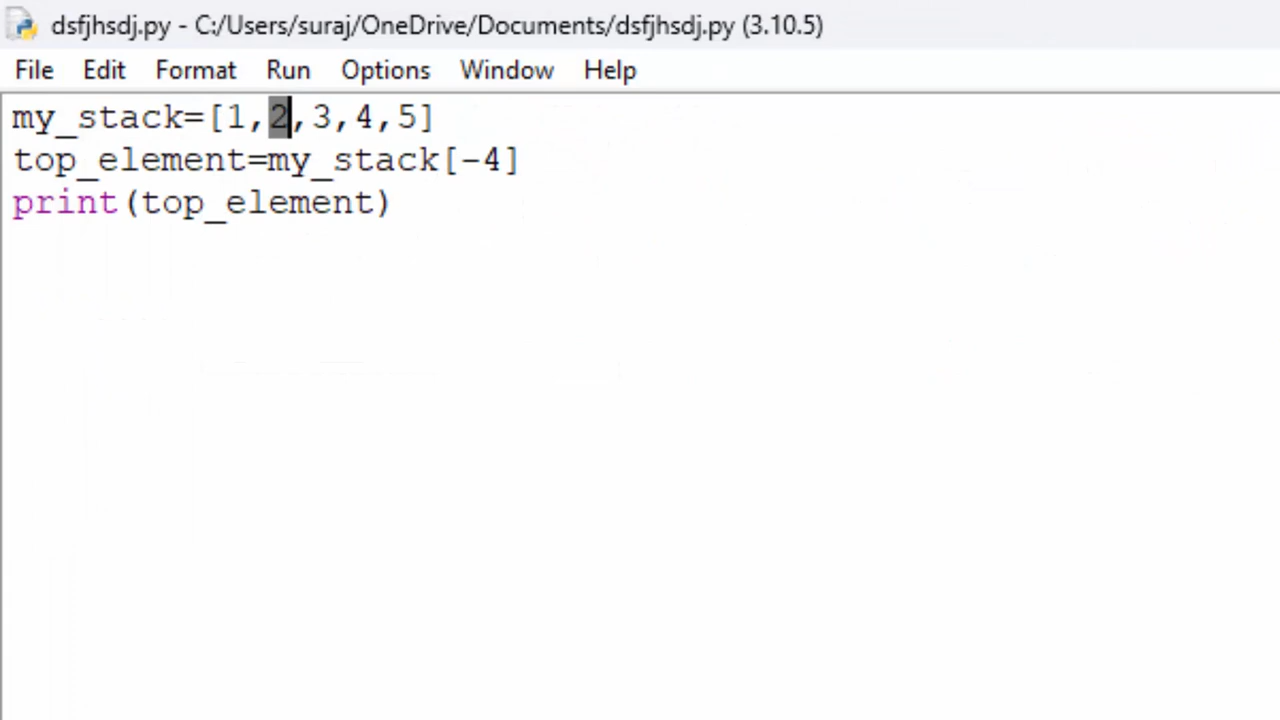 dsfjhsdj.py - C:/Users/suraj/OneDrive/Documents/dsfjhsdj.py (3.10.5)
File Edit Format Run Options Window Help
my_stack=[1,2,3,4,5]
top_element=my_stack[-4]
print(top_element)